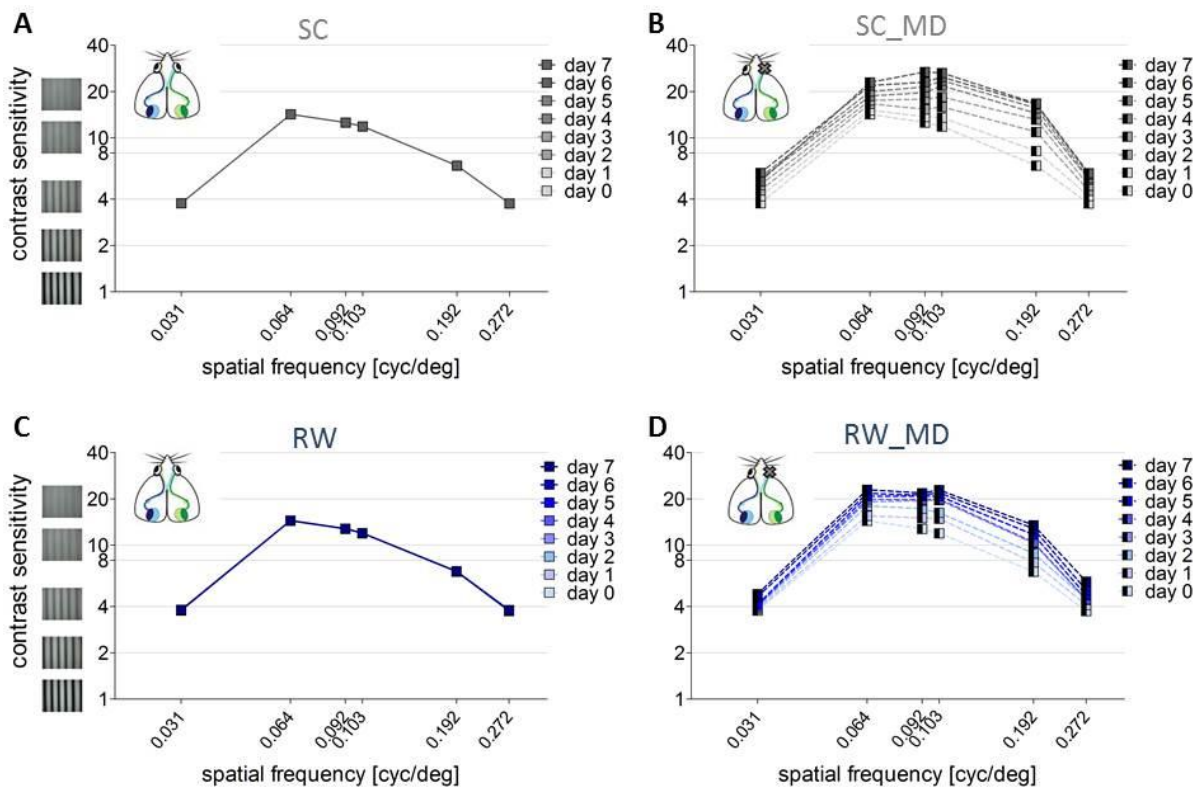 A
SC
contrast sensitivity
40
20
10
8
4
2
1
0.031
0.064
0.092
0.103
0.192
0.272
spatial frequency [cyc/deg]
day 7
day 6
day 5
day 4
day 3
day 2
day 1
day 0
B
SC_MD
40
20
10
8
4
2
1
0.031
0.064
0.092
0.103
0.192
0.272
spatial frequency [cyc/deg]
day 7
day 6
day 5
day 4
day 3
day 2
day 1
day 0
C
RW
contrast sensitivity
40
20
10
8
4
2
1
0.031
0.064
0.092
0.103
0.192
0.272
spatial frequency [cyc/deg]
day 7
day 6
day 5
day 4
day 3
day 2
day 1
day 0
D
RW_MD
40
20
10
8
4
2
1
0.031
0.064
0.092
0.103
0.192
0.272
spatial frequency [cyc/deg]
day 7
day 6
day 5
day 4
day 3
day 2
day 1
day 0